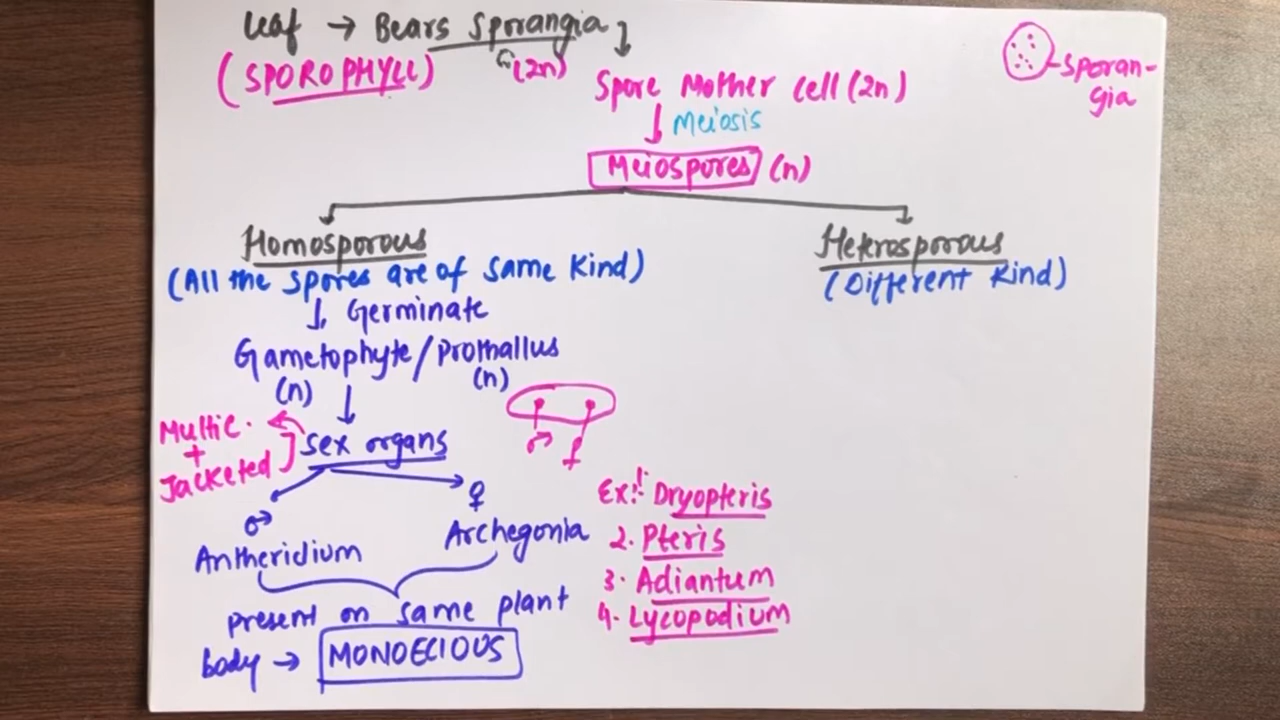 Leaf → Bears Sporangia
(SPOROPHYLL) (2n)
Spore Mother Cell (2n)
Sporan-
gia
↓ Meiosis
Meiospores (n)
Homosporous
(All the spores are of same kind)
Heterosporous
(Different kind)
↓ Germinate
Gametophyte/Prothallus
(n) (n)
Multic.
+
Jacketed
sex organs
♂ ♀
♂ ♀
Antheridium Archegonia
present on same plant
body → MONOECIOUS
Ex:- 1. Dryopteris
2. Pteris
3. Adiantum
4. Lycopodium